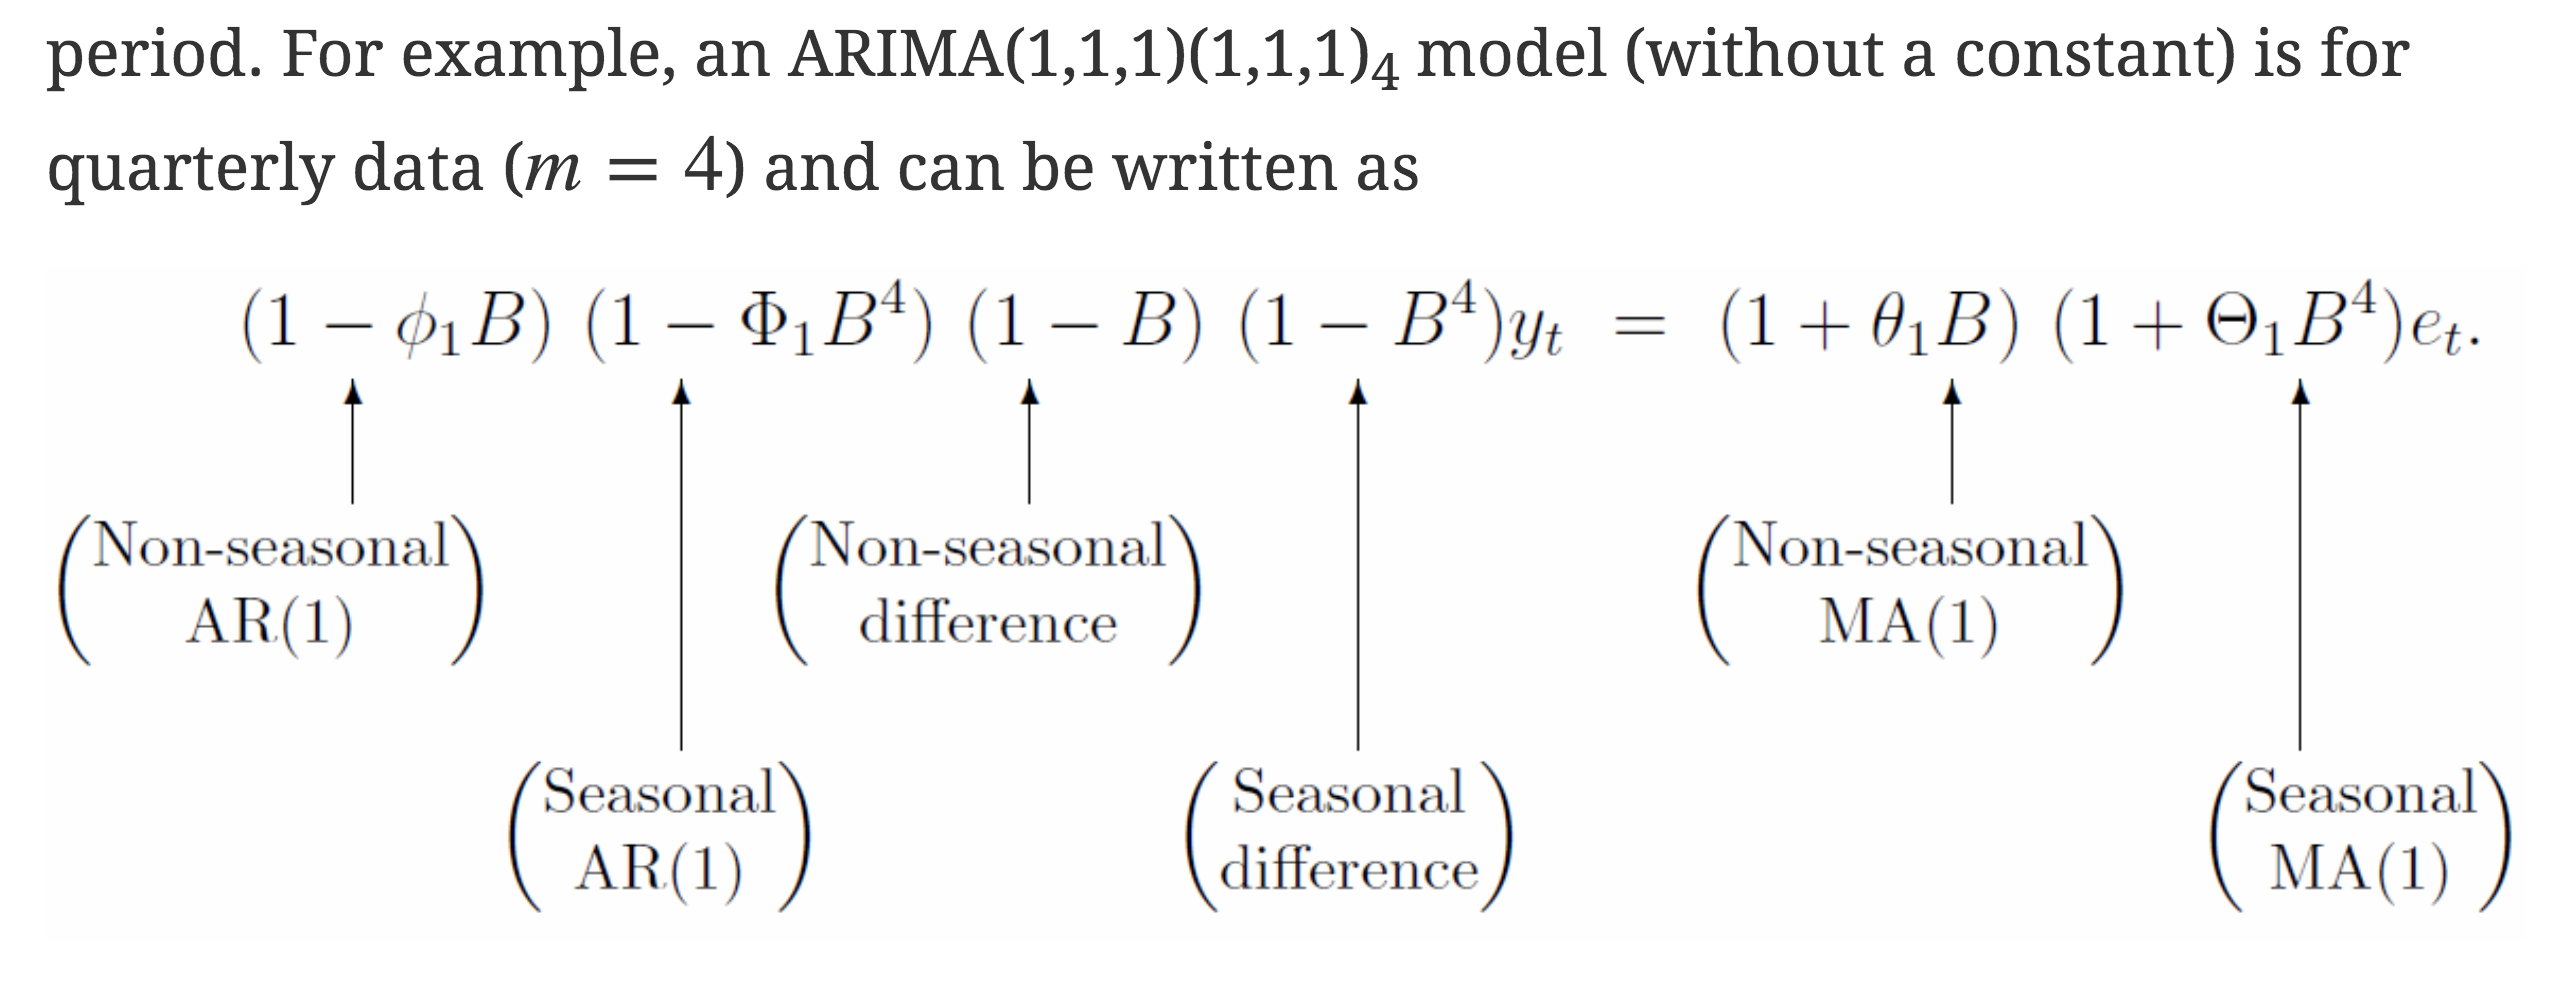 period. For example, an ARIMA(1,1,1)(1,1,1)₄ model (without a constant) is for
quarterly data (m = 4) and can be written as
(1 − ϕ₁B) (1 − Φ₁B⁴) (1 − B) (1 − B⁴)yₜ = (1 + θ₁B) (1 + Θ₁B⁴)eₜ.
(Non-seasonal AR(1))
(Non-seasonal difference)
(Non-seasonal MA(1))
(Seasonal AR(1))
(Seasonal difference)
(Seasonal MA(1))